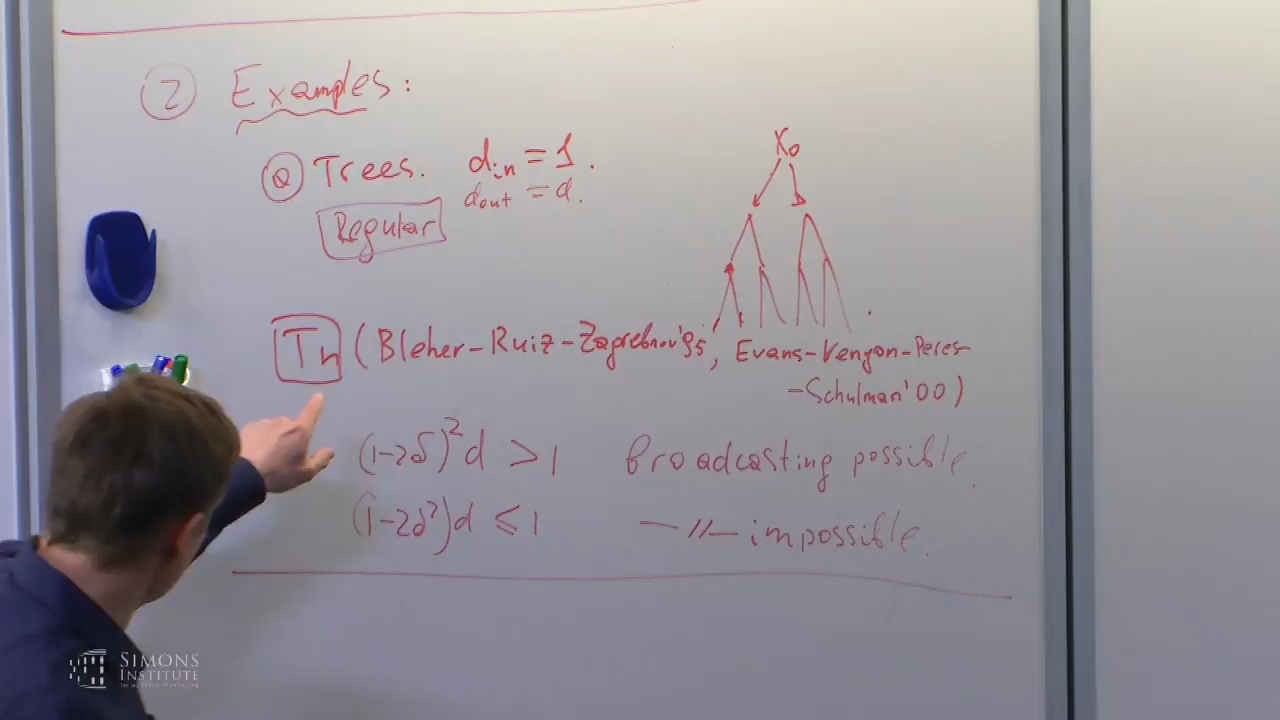 ② Examples:
ⓐ Trees. d_in = 1.
d_out = d.
Regular
X₀
Th (Bleher-Ruiz-Zagrebnov'95, Evans-Kenyon-Peres-
-Schulman'00)
(1-2δ)²d > 1 broadcasting possible.
(1-2δ²)d ≤ 1 —〃— impossible.
SIMONS
INSTITUTE